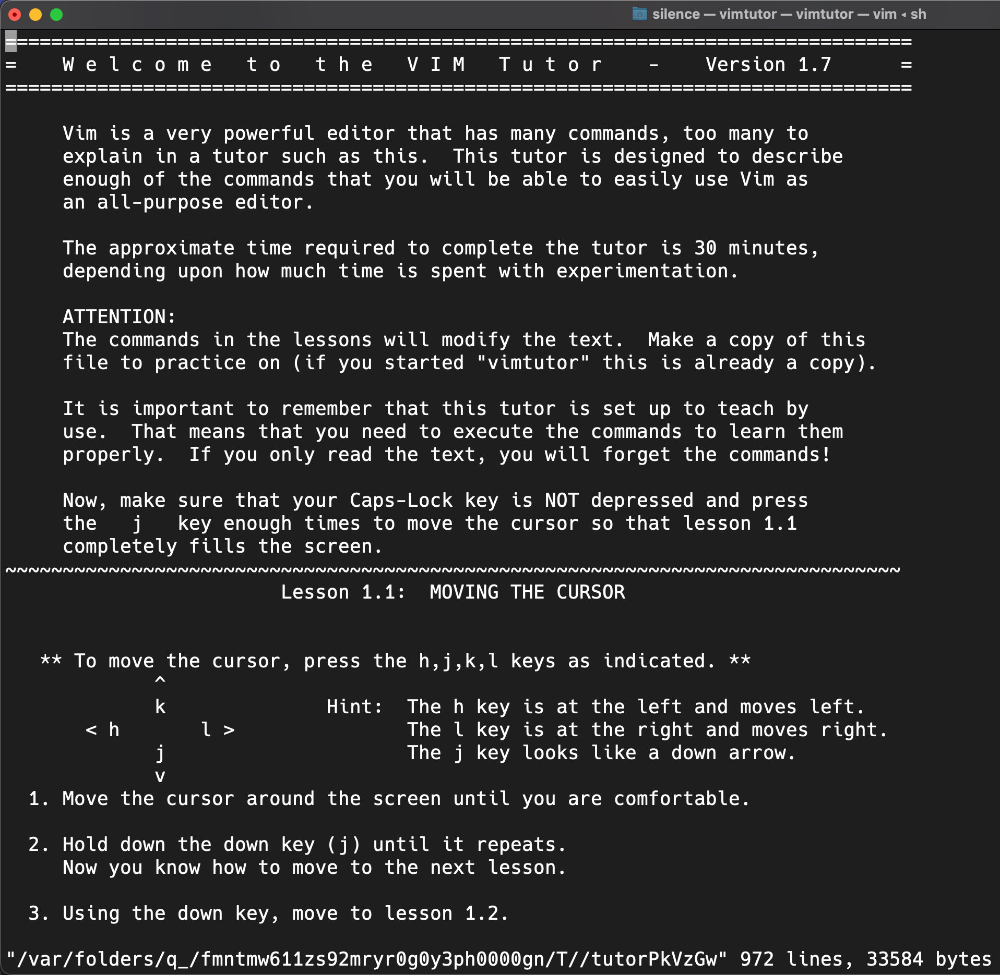 silence — vimtutor — vimtutor — vim ◂ sh
===============================================================================
=    W e l c o m e   t o   t h e   V I M   T u t o r    -    Version 1.7      =
===============================================================================
     Vim is a very powerful editor that has many commands, too many to
     explain in a tutor such as this.  This tutor is designed to describe
     enough of the commands that you will be able to easily use Vim as
     an all-purpose editor.
     The approximate time required to complete the tutor is 30 minutes,
     depending upon how much time is spent with experimentation.
     ATTENTION:
     The commands in the lessons will modify the text.  Make a copy of this
     file to practice on (if you started "vimtutor" this is already a copy).
     It is important to remember that this tutor is set up to teach by
     use.  That means that you need to execute the commands to learn them
     properly.  If you only read the text, you will forget the commands!
     Now, make sure that your Caps-Lock key is NOT depressed and press
     the   j   key enough times to move the cursor so that lesson 1.1
     completely fills the screen.
~~~~~~~~~~~~~~~~~~~~~~~~~~~~~~~~~~~~~~~~~~~~~~~~~~~~~~~~~~~~~~~~~~~~~~~~~~~~~~
                        Lesson 1.1:  MOVING THE CURSOR
   ** To move the cursor, press the h,j,k,l keys as indicated. **
             ^
             k              Hint:  The h key is at the left and moves left.
       < h       l >               The l key is at the right and moves right.
             j                     The j key looks like a down arrow.
             v
  1. Move the cursor around the screen until you are comfortable.
  2. Hold down the down key (j) until it repeats.
     Now you know how to move to the next lesson.
  3. Using the down key, move to lesson 1.2.
"/var/folders/q_/fmntmw611zs92mryr0g0y3ph0000gn/T//tutorPkVzGw" 972 lines, 33584 bytes